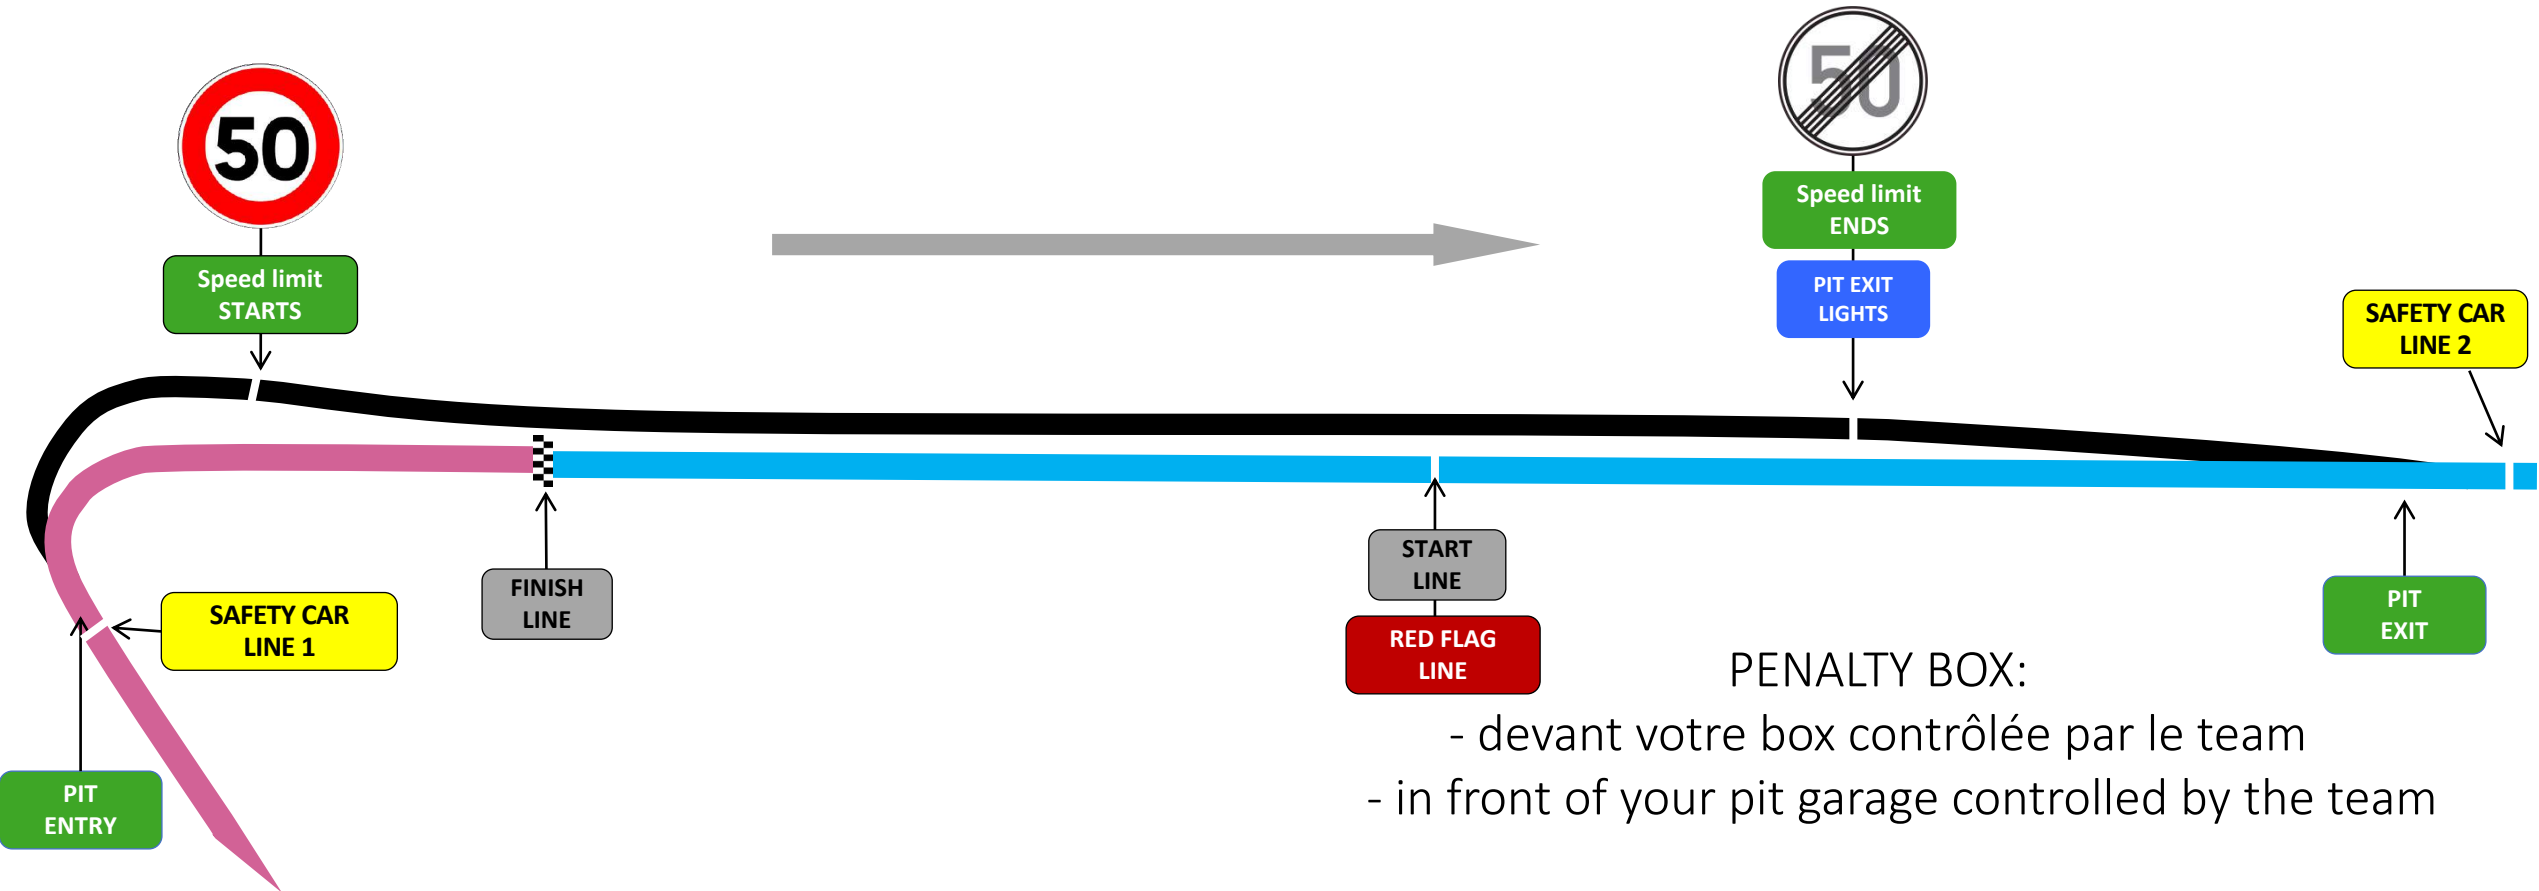 50
Speed limit
STARTS
50
Speed limit
ENDS
PIT EXIT
LIGHTS
SAFETY CAR
LINE 2
FINISH
LINE
START
LINE
RED FLAG
LINE
PIT
EXIT
SAFETY CAR
LINE 1
PIT
ENTRY
PENALTY BOX:
- devant votre box contrôlée par le team
- in front of your pit garage controlled by the team